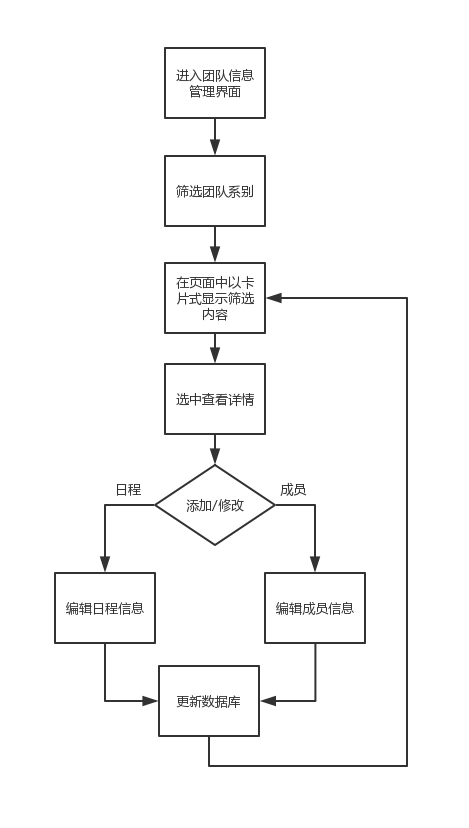 进入团队信息
管理界面
筛选团队系别
在页面中以卡
片式显示筛选
内容
选中查看详情
日程
添加/修改
成员
编辑日程信息
编辑成员信息
更新数据库